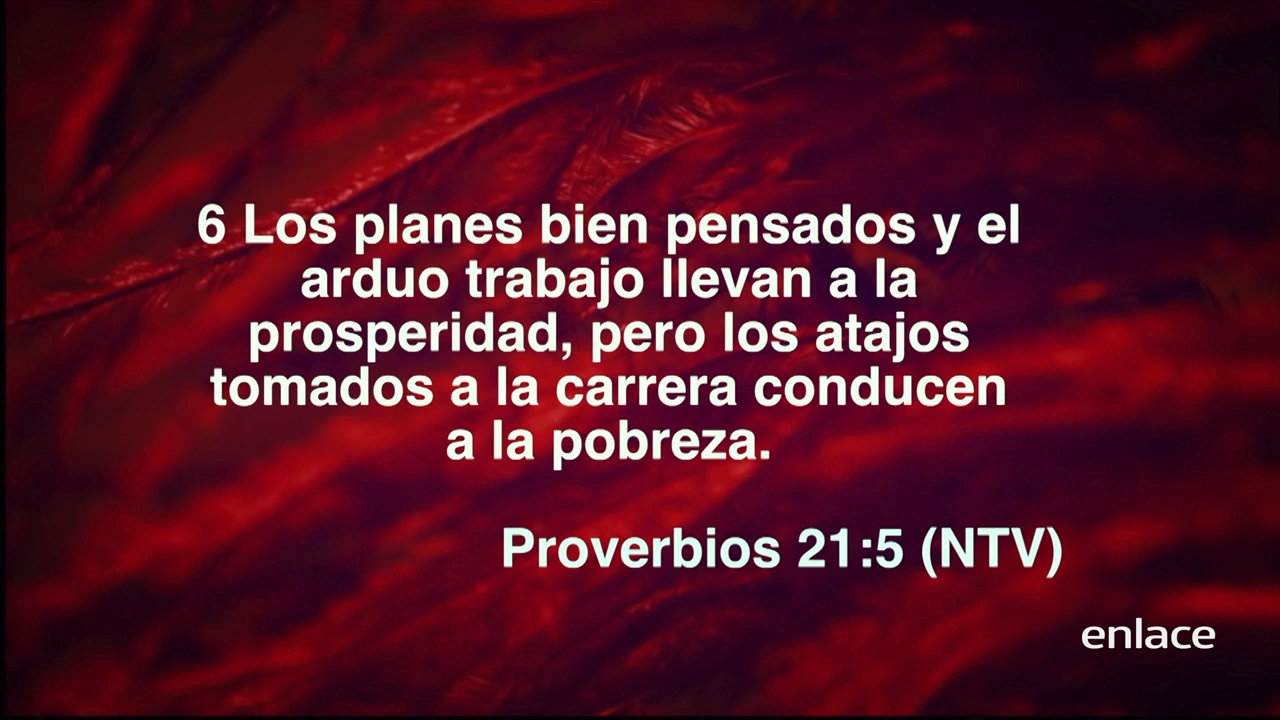 6 Los planes bien pensados y el
arduo trabajo llevan a la
prosperidad, pero los atajos
tomados a la carrera conducen
a la pobreza.
Proverbios 21:5 (NTV)
enlace